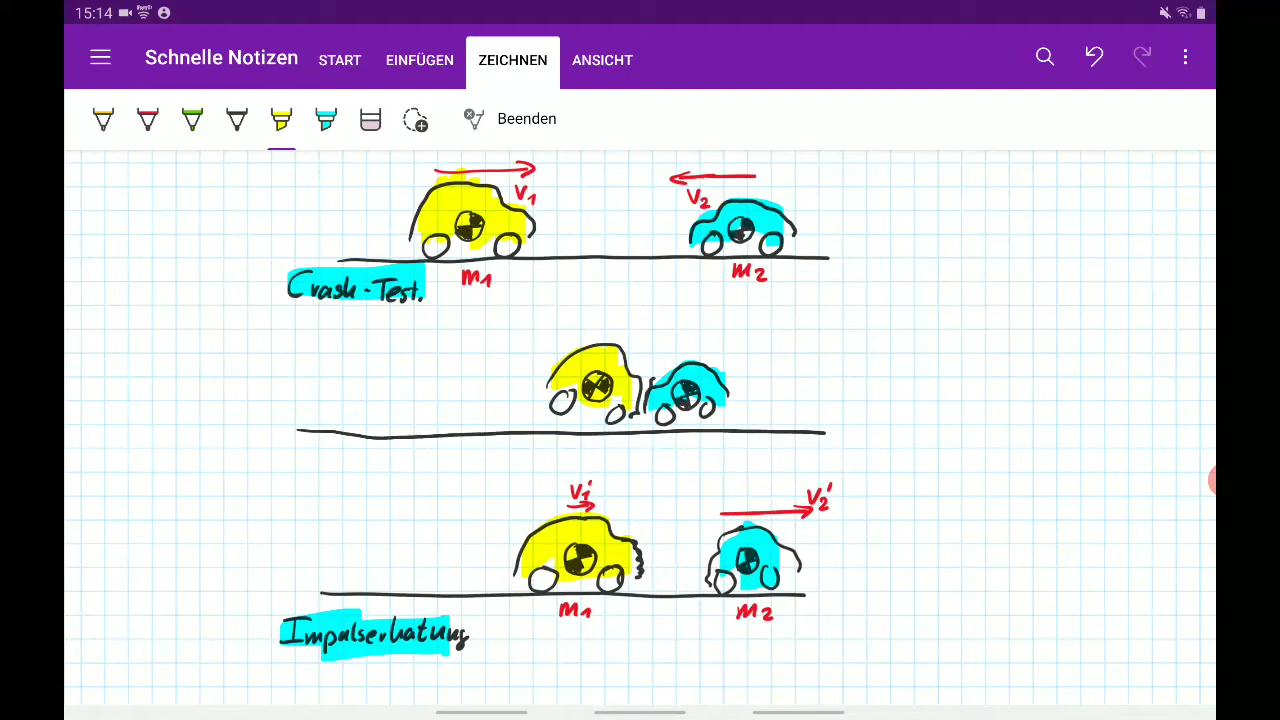 15:14
Schnelle Notizen START EINFÜGEN ZEICHNEN ANSICHT
Beenden
v1
v2
m1
m2
Crash-Test.
v1'
v2'
m1
m2
Impulserhatung